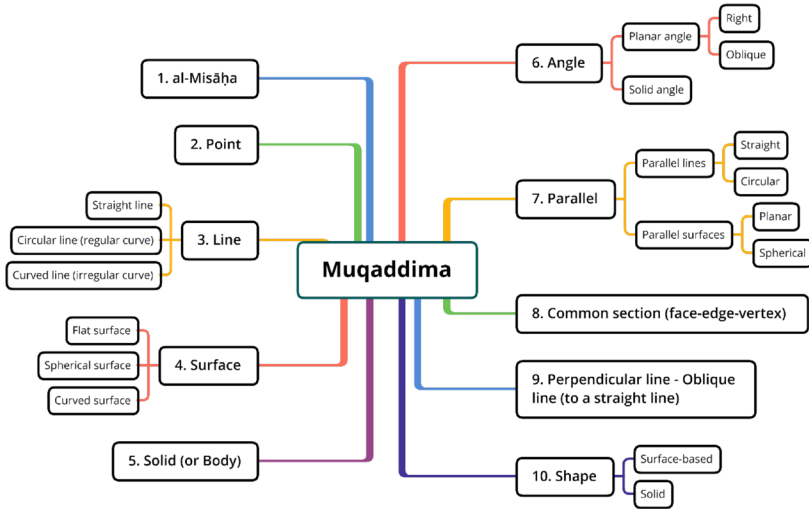 Muqaddima
1. al-Misāḥa
2. Point
3. Line
Straight line
Circular line (regular curve)
Curved line (irregular curve)
4. Surface
Flat surface
Spherical surface
Curved surface
5. Solid (or Body)
6. Angle
Planar angle
Right
Oblique
Solid angle
7. Parallel
Parallel lines
Straight
Circular
Parallel surfaces
Planar
Spherical
8. Common section (face-edge-vertex)
9. Perpendicular line - Oblique
line (to a straight line)
10. Shape
Surface-based
Solid